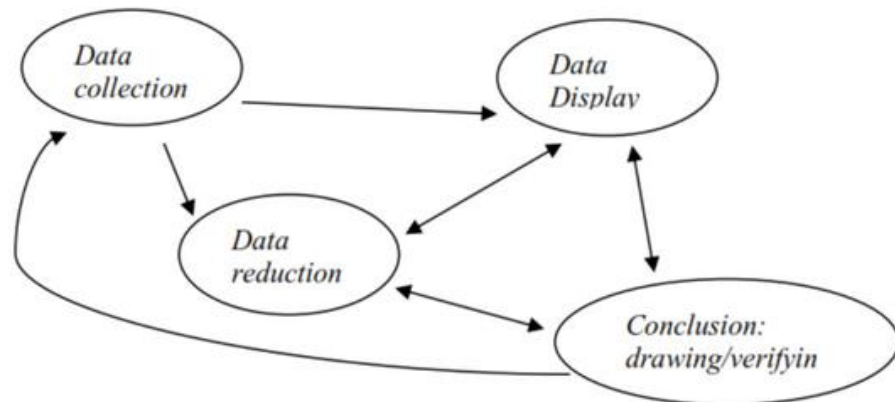 Data
collection
Data
Display
Data
reduction
Conclusion:
drawing/verifyin